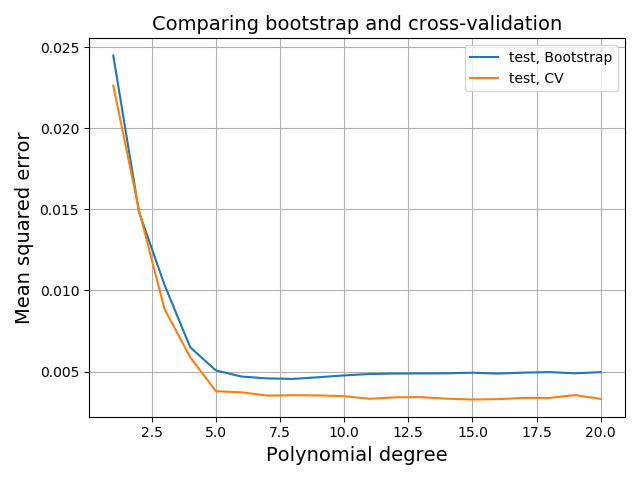 Comparing bootstrap and cross-validation
test, Bootstrap
test, CV
Mean squared error
0.025
0.020
0.015
0.010
0.005
2.5 5.0 7.5 10.0 12.5 15.0 17.5 20.0
Polynomial degree